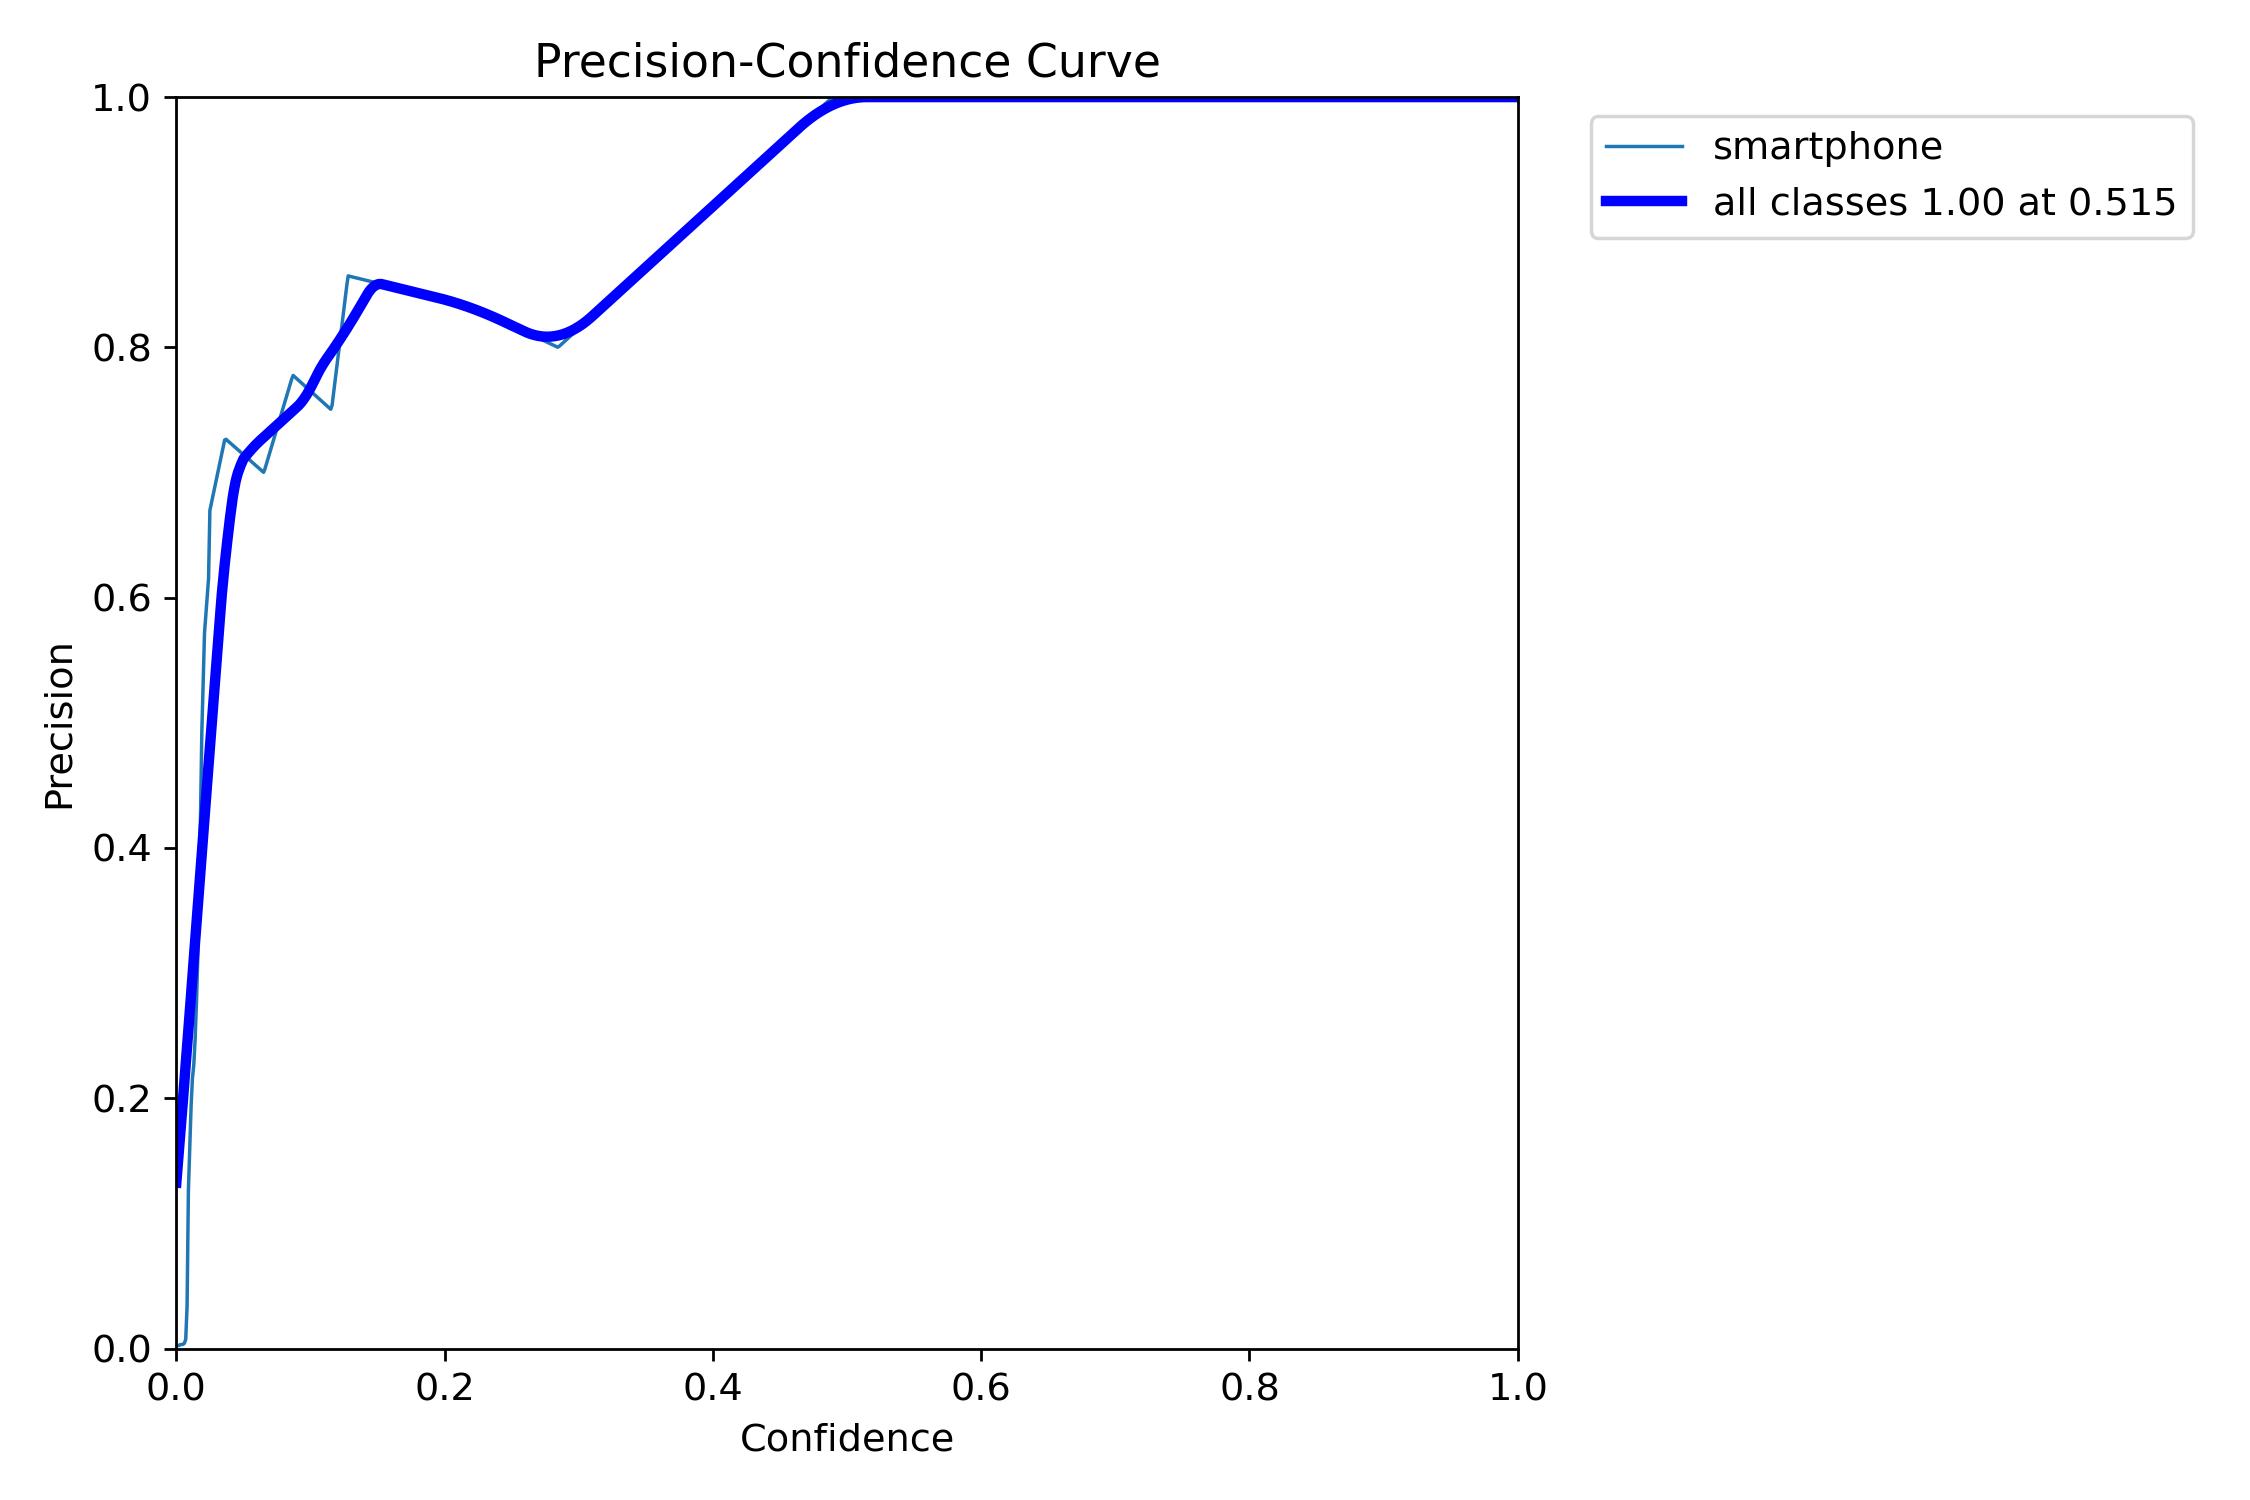 Precision-Confidence Curve
1.0
0.8
0.6
0.4
0.2
0.0
Precision
0.0 0.2 0.4 0.6 0.8 1.0
Confidence
smartphone
all classes 1.00 at 0.515